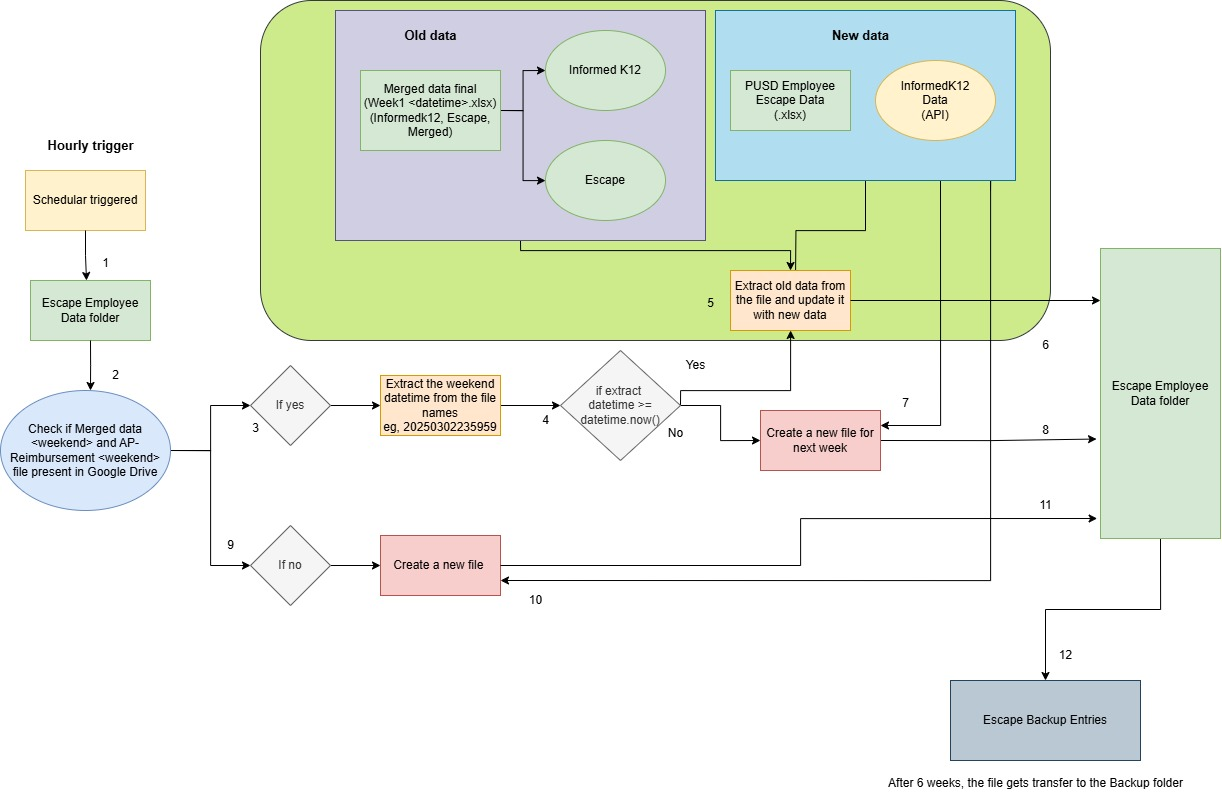 Old data
New data
Merged data final
(Week1 <datetime>.xlsx)
(Informedk12, Escape,
Merged)
Informed K12
Escape
PUSD Employee
Escape Data
(.xlsx)
InformedK12
Data
(API)
Hourly trigger
Schedular triggered
1
Escape Employee
Data folder
2
Check if Merged data
<weekend> and AP-
Reimbursement <weekend>
file present in Google Drive
3
If yes
Extract the weekend
datetime from the file
names
eg, 20250302235959
4
if extract
datetime >=
datetime.now()
Yes
No
5
Extract old data from
the file and update it
with new data
6
7
Create a new file for
next week
8
Escape Employee
Data folder
9
If no
Create a new file
10
11
12
Escape Backup Entries
After 6 weeks, the file gets transfer to the Backup folder